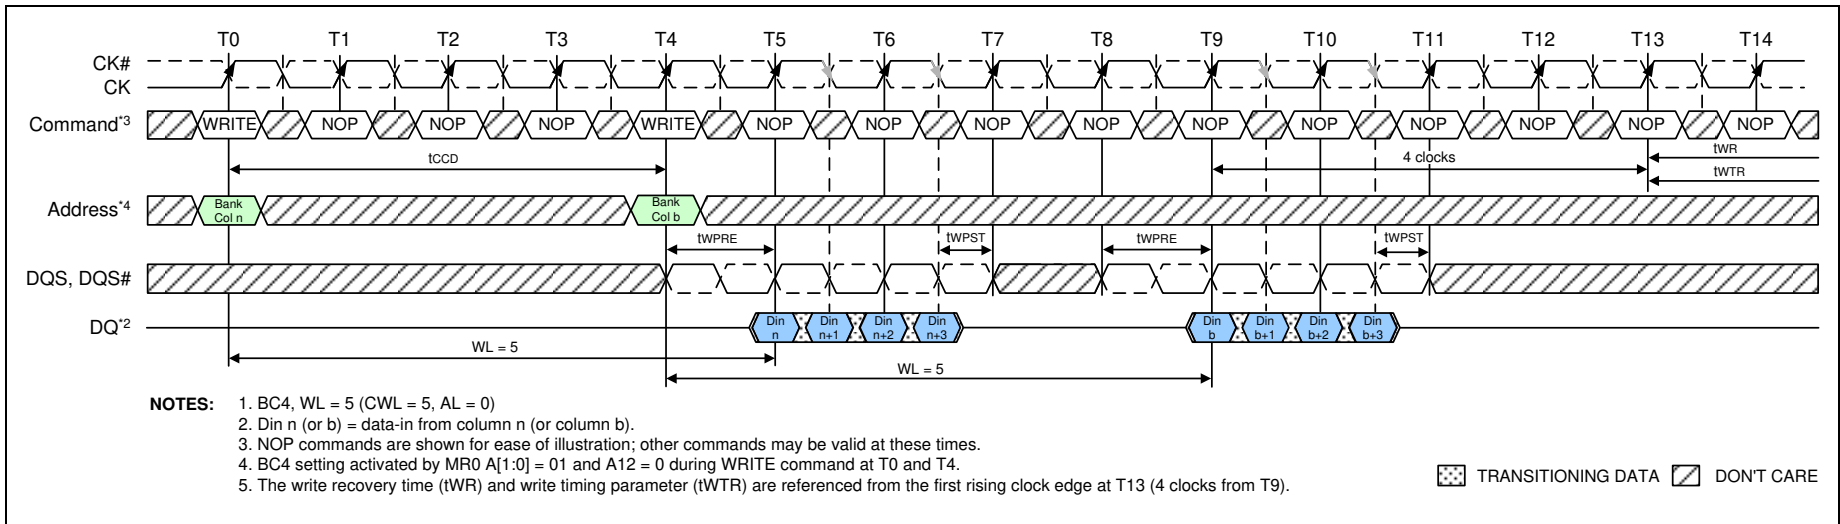 T0 T1 T2 T3 T4 T5 T6 T7 T8 T9 T10 T11 T12 T13 T14
CK#
CK
Command*3 WRITE NOP NOP NOP WRITE NOP NOP NOP NOP NOP NOP NOP NOP NOP NOP
tCCD 4 clocks tWR
tWTR
Address*4 Bank Col n Bank Col b
tWPRE tWPST tWPRE tWPST
DQS, DQS#
DQ*2 Din n Din n+1 Din n+2 Din n+3 Din b Din b+1 Din b+2 Din b+3
WL = 5
WL = 5
NOTES: 1. BC4, WL = 5 (CWL = 5, AL = 0)
2. Din n (or b) = data-in from column n (or column b).
3. NOP commands are shown for ease of illustration; other commands may be valid at these times.
4. BC4 setting activated by MR0 A[1:0] = 01 and A12 = 0 during WRITE command at T0 and T4.
5. The write recovery time (tWR) and write timing parameter (tWTR) are referenced from the first rising clock edge at T13 (4 clocks from T9).
TRANSITIONING DATA DON'T CARE